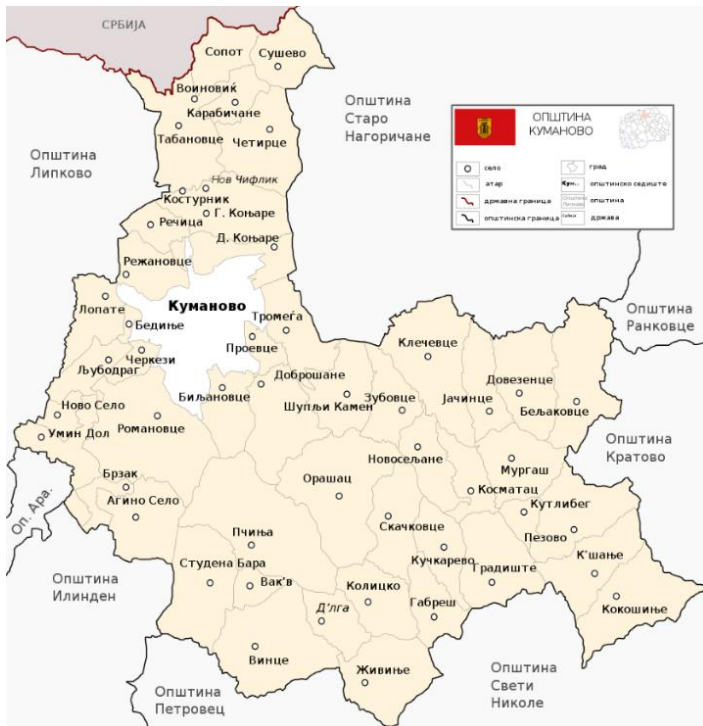 СРБИЈА
Сопот
Сушево
Воиновиќ
Карабичане
Табановце
Четирце
Општина
Старо
Нагоричане
ОПШТИНА
КУМАНОВО
село
град
атар
Кум..
општинско седиште
државна граница
општина
општинска граница
држава
Општина
Липково
Нов Чифлик
Костурник
Г. Коњаре
Речица
Д. Коњаре
Режановце
Куманово
Лопате
Бедиње
Тромеѓа
Општина
Ранковце
Черкези
Проевце
Клечевце
Љубодраг
Доброшане
Довезенце
Биљановце
Шупљи Камен
Зубовце
Јачинце
Бељаковце
Ново Село
Романовце
Умин Дол
Новосељане
Општина
Кратово
Мургаш
Брзак
Орашац
Косматац
Агино Село
Кутлибег
Оп. Ара.
Скачковце
Пезово
Пчиња
Студена Бара
Кучкарево
К'шање
Градиште
Вак'в
Колицко
Општина
Илинден
Д'лга
Габреш
Кокошиње
Винце
Живиње
Општина
Свети
Николе
Општина
Петровец